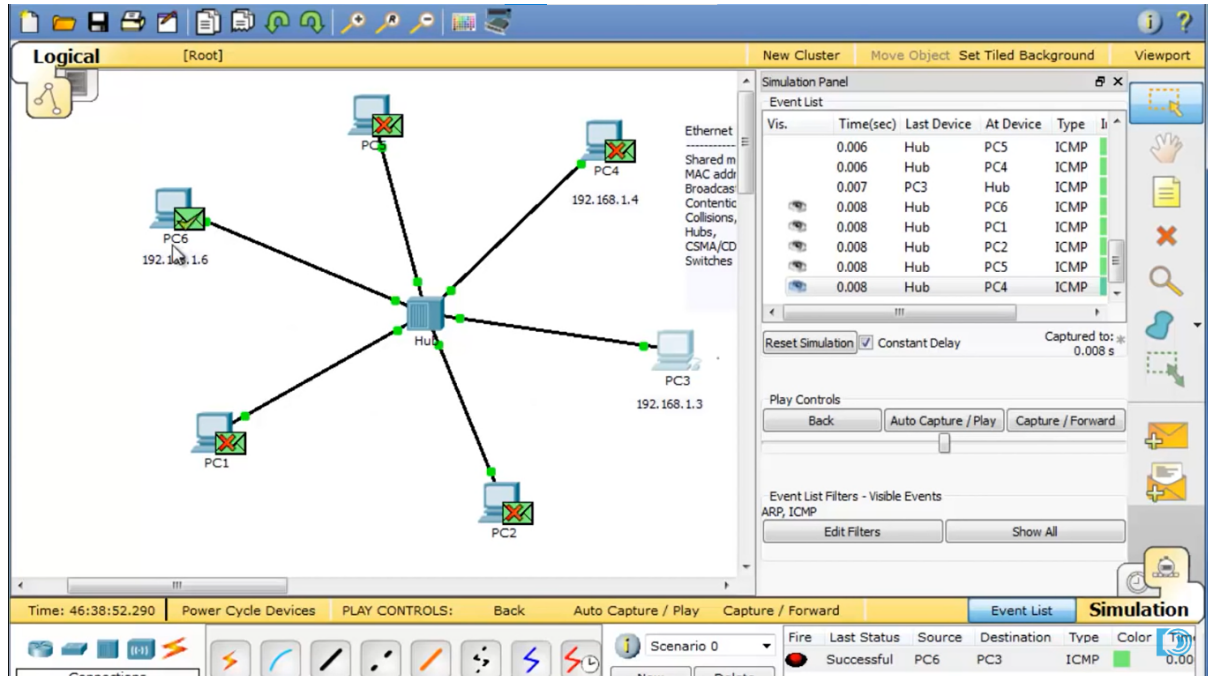 Logical
[Root]
New Cluster
Move Object
Set Tiled Background
Viewport
PC5
PC4
192.168.1.4
PC6
Hub
PC3
192.168.1.3
PC1
PC2
Ethernet
Shared m
MAC addr
Broadcas
Contentic
Collisions,
Hubs,
CSMA/CD
Switches
Simulation Panel
Event List
Vis. Time(sec) Last Device At Device Type
0.006 Hub PC5 ICMP
0.006 Hub PC4 ICMP
0.007 PC3 Hub ICMP
0.008 Hub PC6 ICMP
0.008 Hub PC1 ICMP
0.008 Hub PC2 ICMP
0.008 Hub PC5 ICMP
0.008 Hub PC4 ICMP
Reset Simulation
Constant Delay
Captured to:
0.008 s
Play Controls
Back
Auto Capture / Play
Capture / Forward
Event List Filters - Visible Events
ARP, ICMP
Edit Filters
Show All
Time: 46:38:52.290
Power Cycle Devices
PLAY CONTROLS:
Back
Auto Capture / Play
Capture / Forward
Event List
Simulation
Scenario 0
Fire Last Status Source Destination Type Color
Successful PC6 PC3 ICMP 0.00